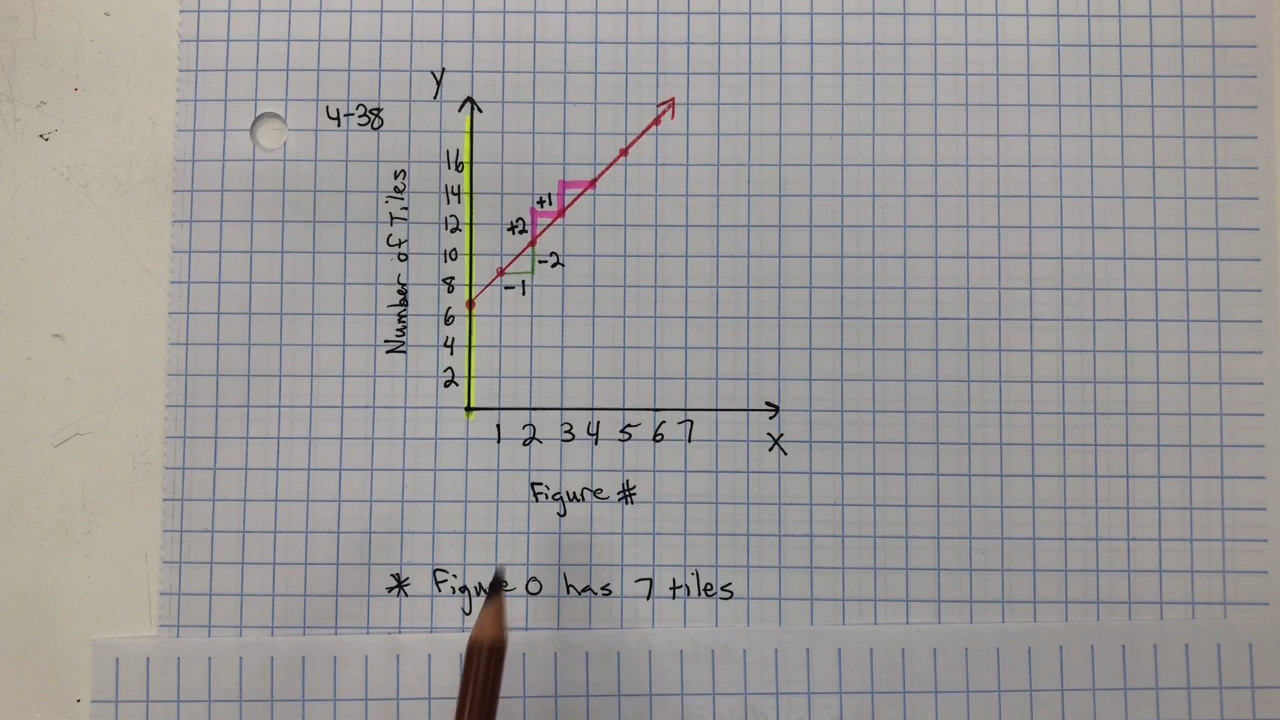 Y
4-38
16
14
12
10
8
6
4
2
Number of Tiles
+1
+2
-2
-1
1 2 3 4 5 6 7
X
Figure #
* Figure 0 has 7 tiles